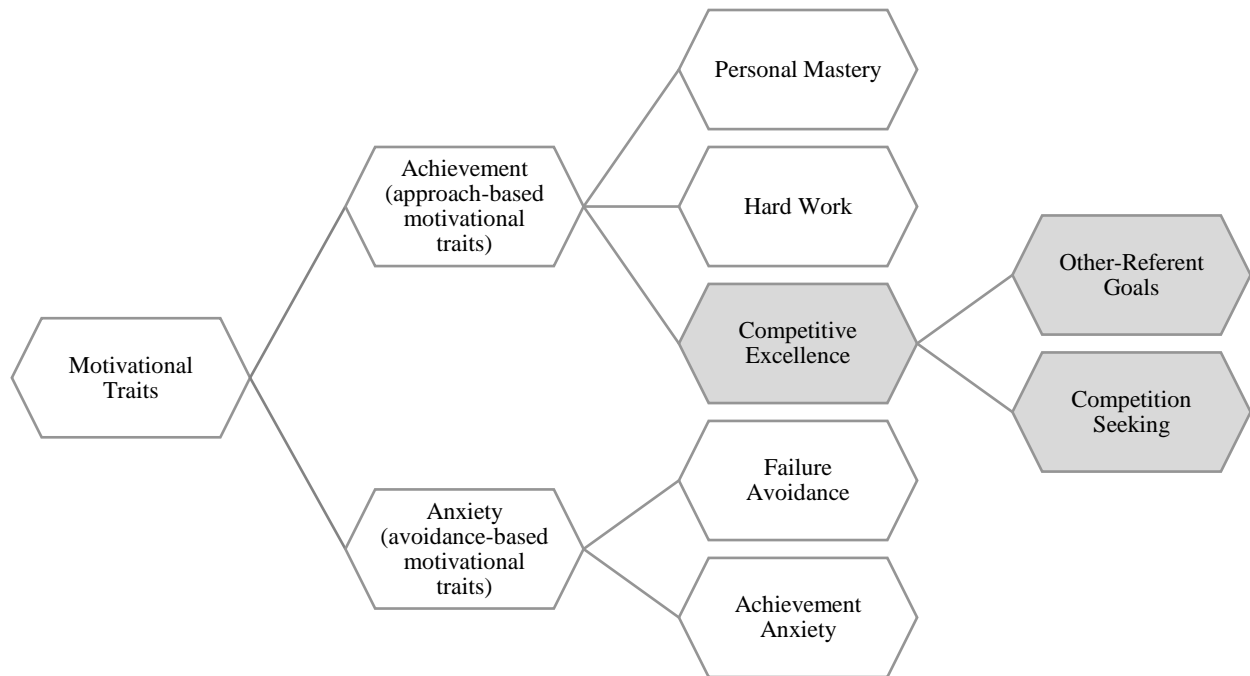 Motivational
Traits
Achievement
(approach-based
motivational
traits)
Anxiety
(avoidance-based
motivational
traits)
Personal Mastery
Hard Work
Competitive
Excellence
Failure
Avoidance
Achievement
Anxiety
Other-Referent
Goals
Competition
Seeking